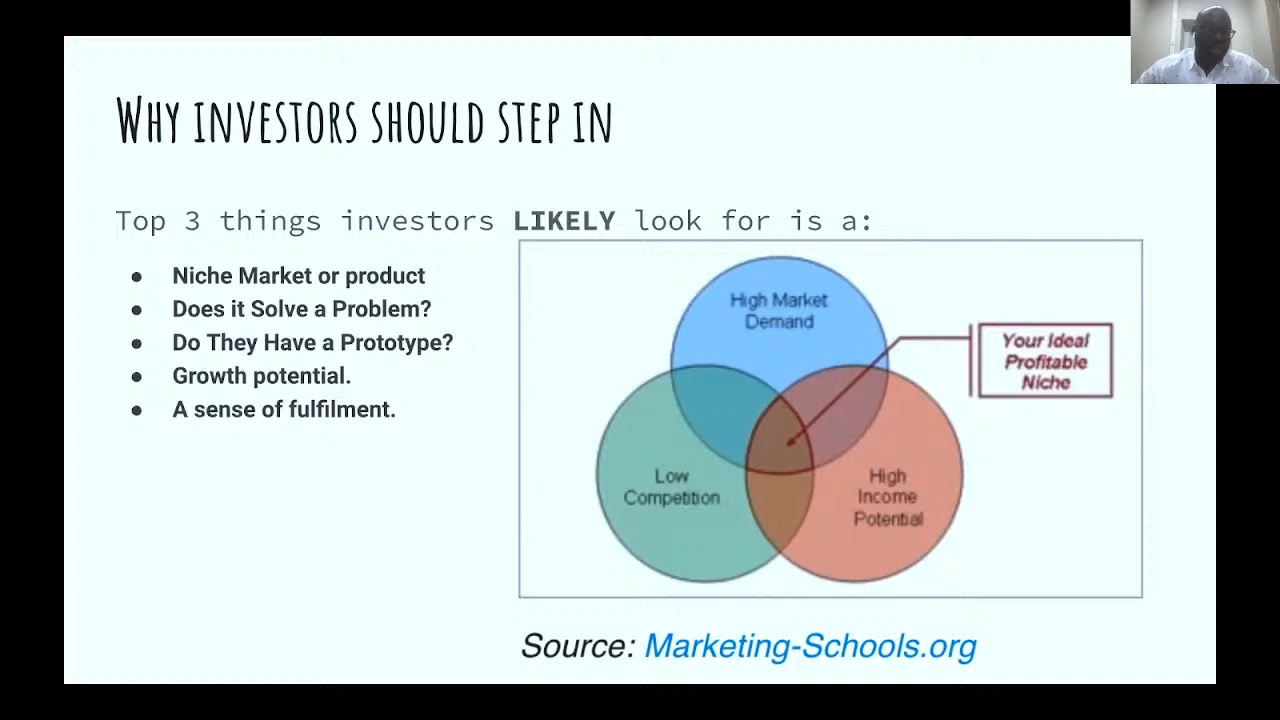 WHY INVESTORS SHOULD STEP IN
Top 3 things investors LIKELY look for is a:
● Niche Market or product
● Does it Solve a Problem?
● Do They Have a Prototype?
● Growth potential.
● A sense of fulfilment.
High Market
Demand
Your Ideal
Profitable
Niche
Low
Competition
High
Income
Potential
Source: Marketing-Schools.org